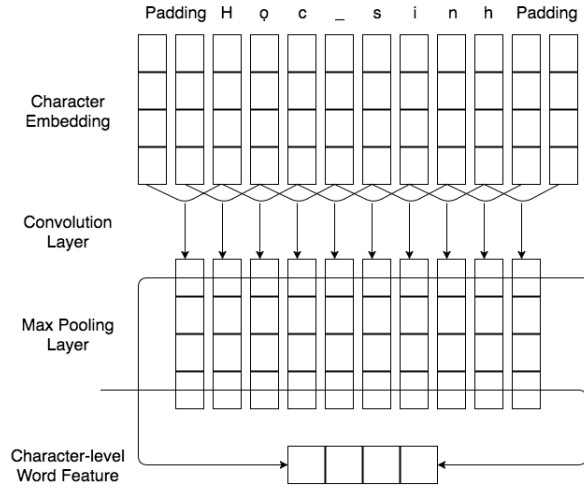 Padding H ọ c _ s i n h Padding
Character
Embedding
Convolution
Layer
Max Pooling
Layer
Character-level
Word Feature